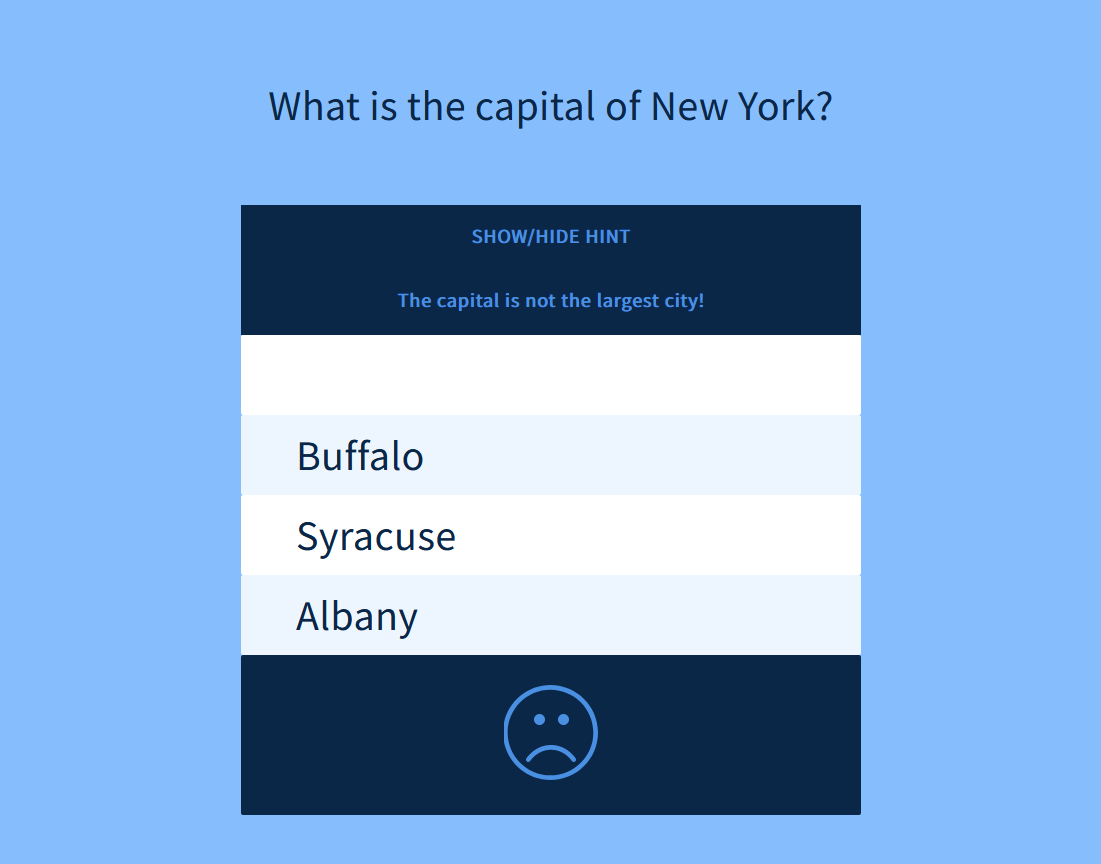 What is the capital of New York?
SHOW/HIDE HINT
The capital is not the largest city!
Buffalo
Syracuse
Albany